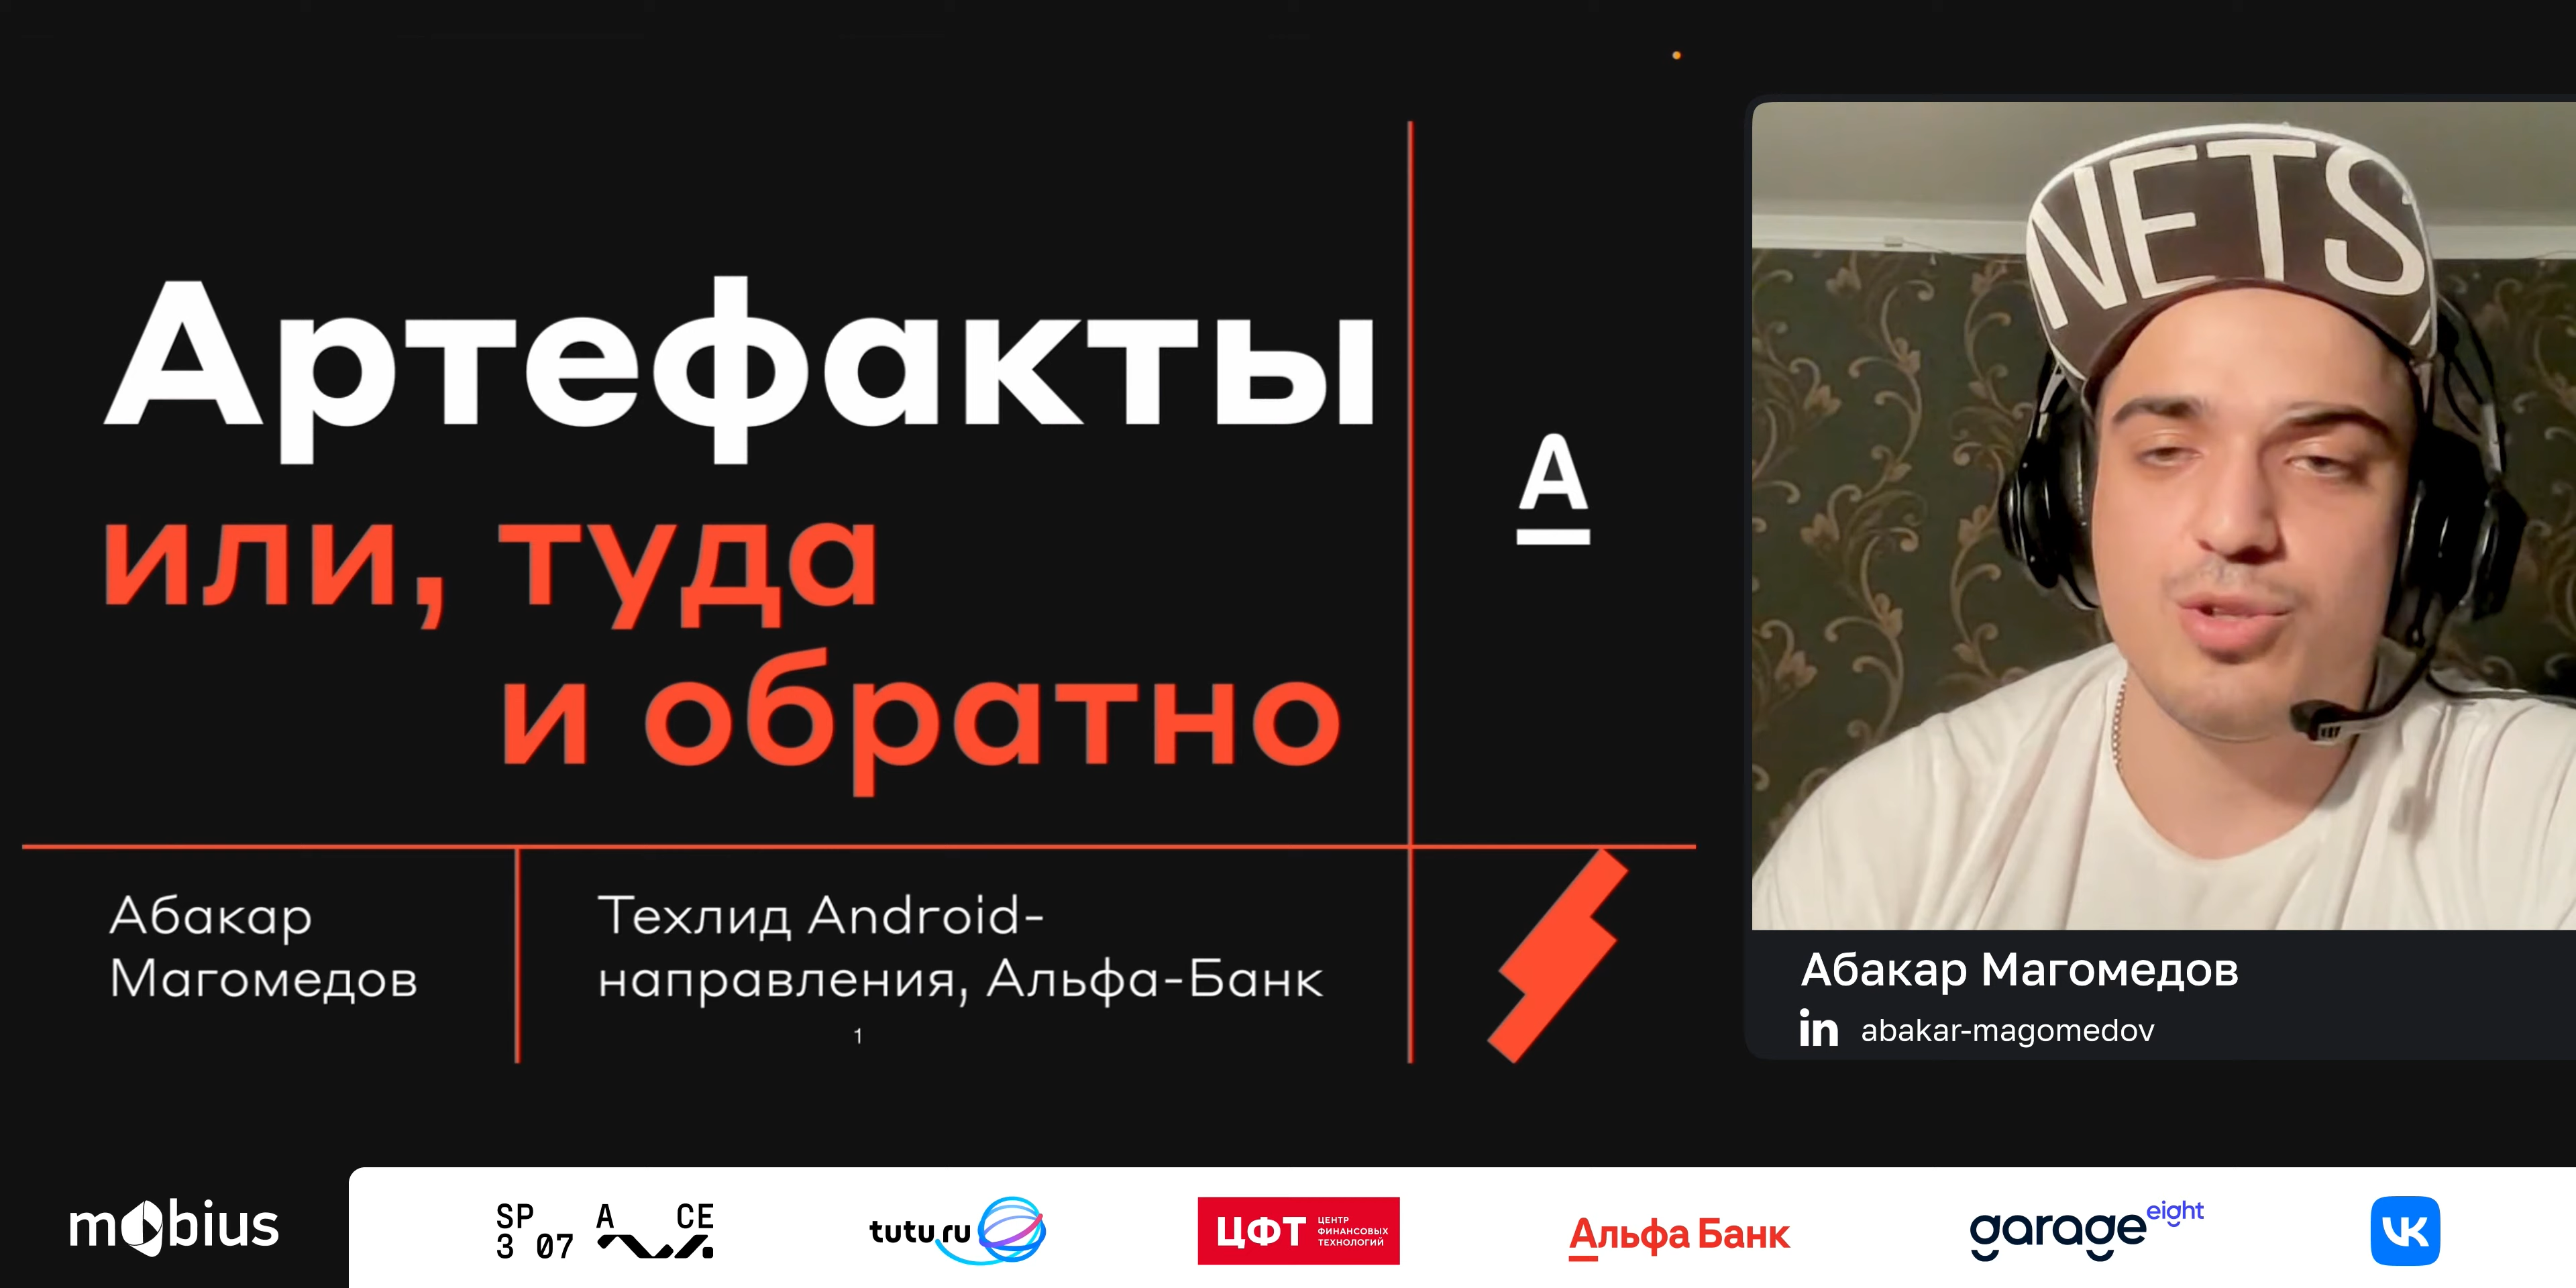 Артефакты
или, туда
и обратно
A
Абакар
Магомедов
Техлид Android-
направления, Альфа-Банк
1
NETS
Абакар Магомедов
in abakar-magomedov
mobius
SP A CE
3 07
tutu.ru
ЦФТ
ЦЕНТР
ФИНАНСОВЫХ
ТЕХНОЛОГИЙ
Альфа Банк
garage eight
VK